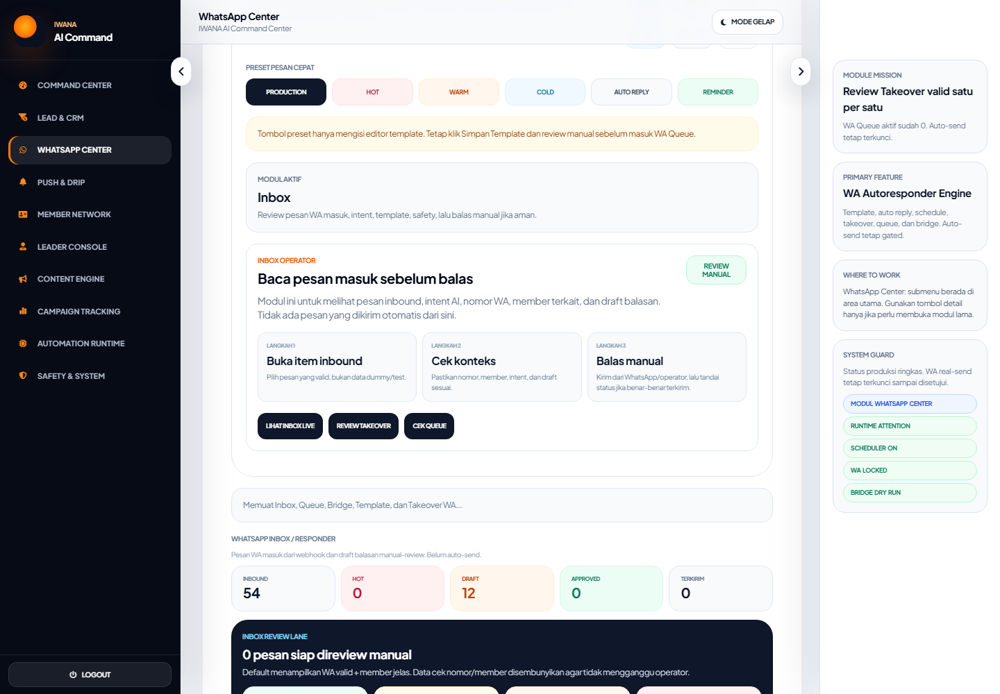 IWANA
AI Command
COMMAND CENTER
LEAD & CRM
WHATSAPP CENTER
PUSH & DRIP
MEMBER NETWORK
LEADER CONSOLE
CONTENT ENGINE
CAMPAIGN TRACKING
AUTOMATION RUNTIME
SAFETY & SYSTEM
LOGOUT
WhatsApp Center
IWANA AI Command Center
MODE GELAP
PRESET PESAN CEPAT
PRODUCTION
HOT
WARM
COLD
AUTO REPLY
REMINDER
Tombol preset hanya mengisi editor template. Tetap klik Simpan Template dan review manual sebelum masuk WA Queue.
MODUL AKTIF
Inbox
Review pesan WA masuk, intent, template, safety, lalu balas manual jika aman.
INBOX OPERATOR
Baca pesan masuk sebelum balas
REVIEW
MANUAL
Modul ini untuk melihat pesan inbound, intent AI, nomor WA, member terkait, dan draft balasan.
Tidak ada pesan yang dikirim otomatis dari sini.
LANGKAH 1
Buka item inbound
Pilih pesan yang valid, bukan data dummy/test.
LANGKAH 2
Cek konteks
Pastikan nomor, member, intent, dan draft
sesuai.
LANGKAH 3
Balas manual
Kirim dari WhatsApp/operator, lalu tandai
status jika benar-benar terkirim.
LIHAT INBOX LIVE
REVIEW TAKEOVER
CEK QUEUE
Memuat Inbox, Queue, Bridge, Template, dan Takeover WA...
WHATSAPP INBOX / RESPONDER
Pesan WA masuk dari webhook dan draft balasan manual-review. Belum auto-send.
INBOUND
54
HOT
0
DRAFT
12
APPROVED
0
TERKIRIM
0
INBOX REVIEW LANE
0 pesan siap direview manual
Default menampilkan WA valid + member jelas. Data cek nomor/member disembunyikan agar tidak mengganggu operator.
MODULE MISSION
Review Takeover valid satu
per satu
WA Queue aktif sudah 0. Auto-send
tetap terkunci.
PRIMARY FEATURE
WA Autoresponder Engine
Template, auto reply, schedule,
takeover, queue, dan bridge. Auto-
send tetap gated.
WHERE TO WORK
WhatsApp Center: submenu berada di
area utama. Gunakan tombol detail
hanya jika perlu membuka modul lama.
SYSTEM GUARD
Status produksi ringkas. WA real-send
tetap terkunci sampai disetujui.
MODUL WHATSAPP CENTER
RUNTIME ATTENTION
SCHEDULER ON
WA LOCKED
BRIDGE DRY RUN